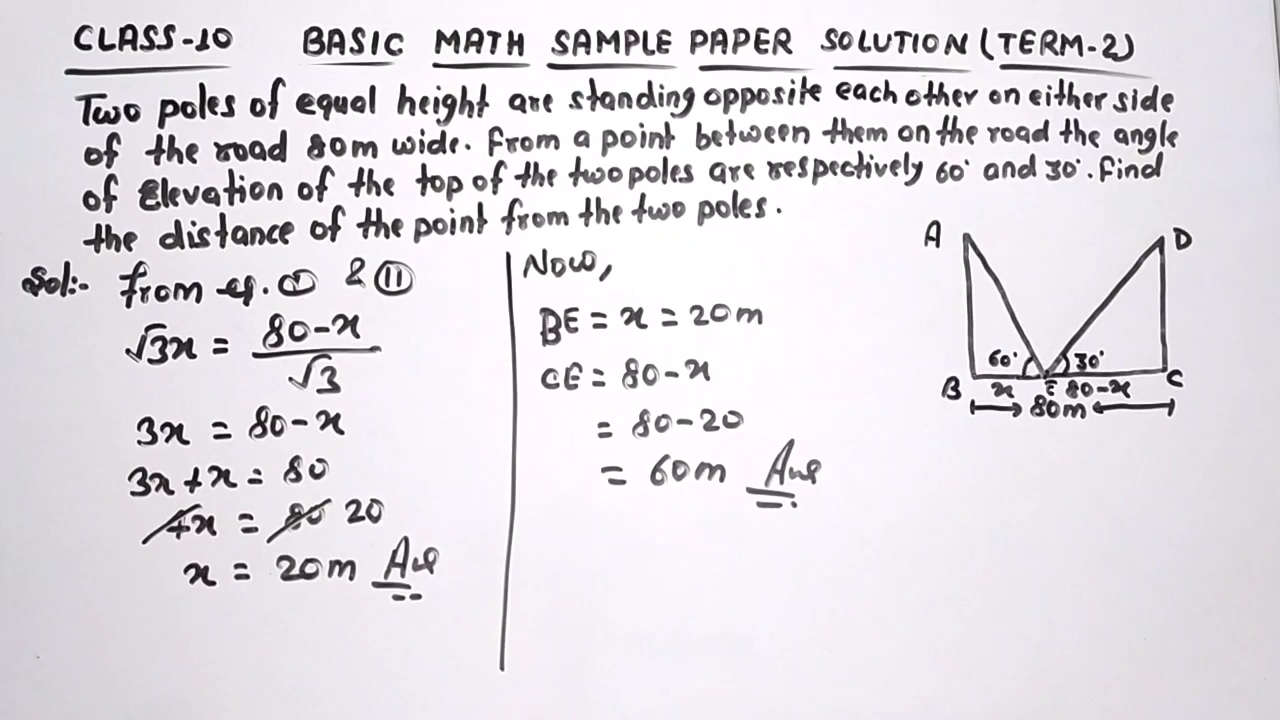 CLASS-10 BASIC MATH SAMPLE PAPER SOLUTION (TERM-2)
Two poles of equal height are standing opposite each other on either side
of the road 80m wide. From a point between them on the road the angle
of Elevation of the top of the two poles are respectively 60° and 30°. Find
the distance of the point from the two poles.
Sol:- from eq. ① & ⑪
√3x = 80-x
√3
3x = 80-x
3x+x = 80
4x = 80 20
x = 20m Ans
Now,
BE = x = 20m
CE = 80-x
= 80-20
= 60m Ans
A D
60° 30°
B x E 80-x C
80m